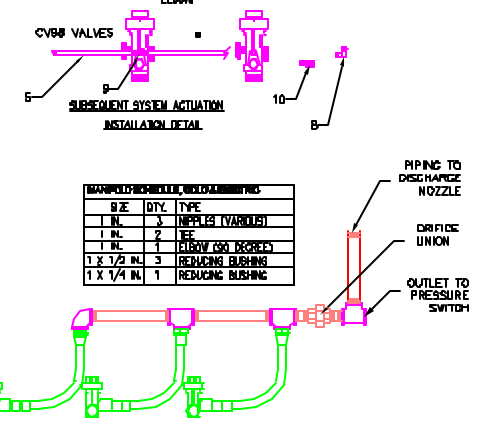 CV98 VALVES
5
9
10
8
SUBSEQUENT SYSTEM ACTUATION
INSTALLATION DETAIL
PIPING TO
DISCHARGE
NOZZLE
SIZE QTY. TYPE
1 IN. 3 NIPPLES (VARIOUS)
1 IN. 2 TEE
1 IN. 1 ELBOW (90 DEGREE)
1 X 1/2 IN. 3 REDUCING BUSHING
1 X 1/4 IN. 1 REDUCING BUSHING
ORIFICE
UNION
OUTLET TO
PRESSURE
SWITCH